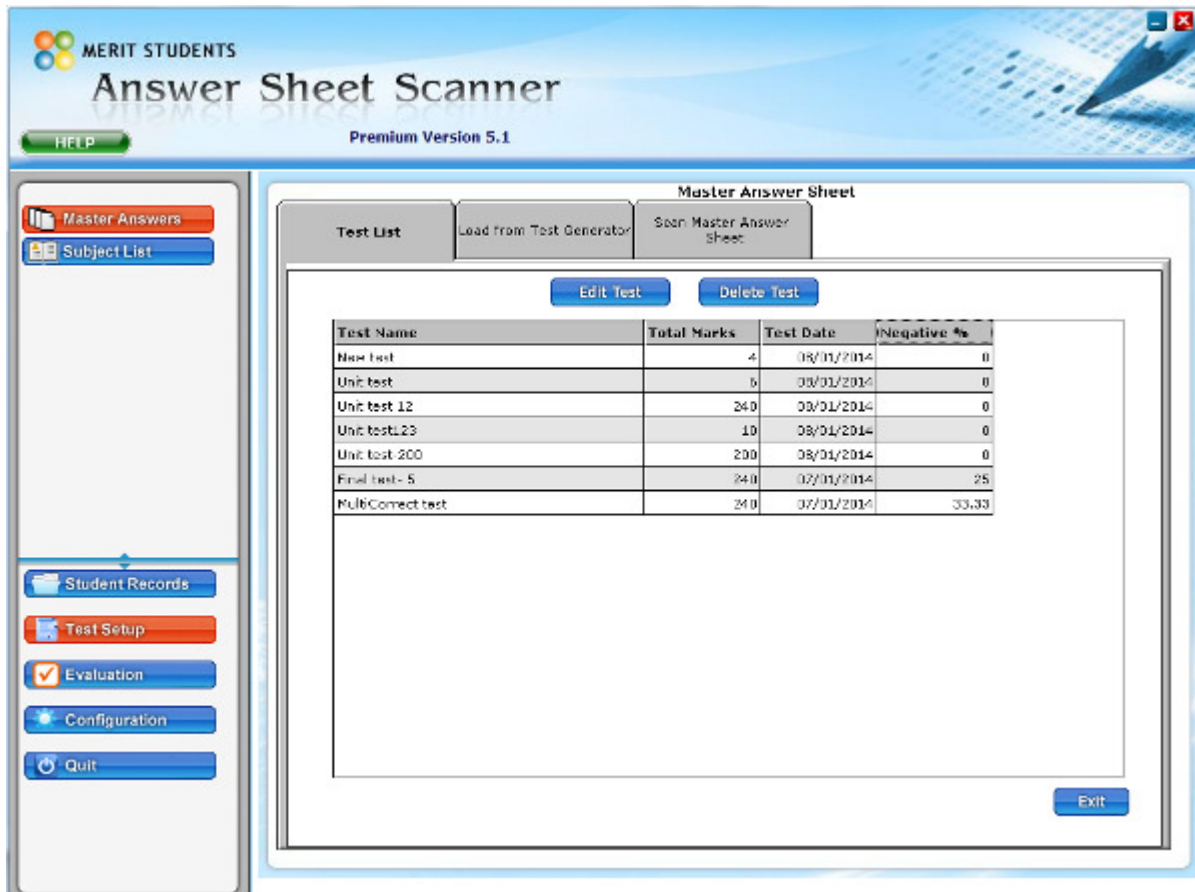 MERIT STUDENTS
Answer Sheet Scanner
Premium Version 5.1
HELP
Master Answers
Subject List
Student Records
Test Setup
Evaluation
Configuration
Quit
Master Answer Sheet
Test List
Load from Test Generator
Scan Master Answer
Sheet
Edit Test Delete Test
Test Name Total Marks Test Date Negative %
New test 4 08/01/2014 0
Unit test 08/01/2014 0
Unit test 12 240 08/01/2014 0
Unit test123 10 08/01/2014 0
Unit test-200 200 08/01/2014 0
Final test- 5 240 07/01/2014 25
MultiCorrect test 240 07/01/2014 33.33
Exit